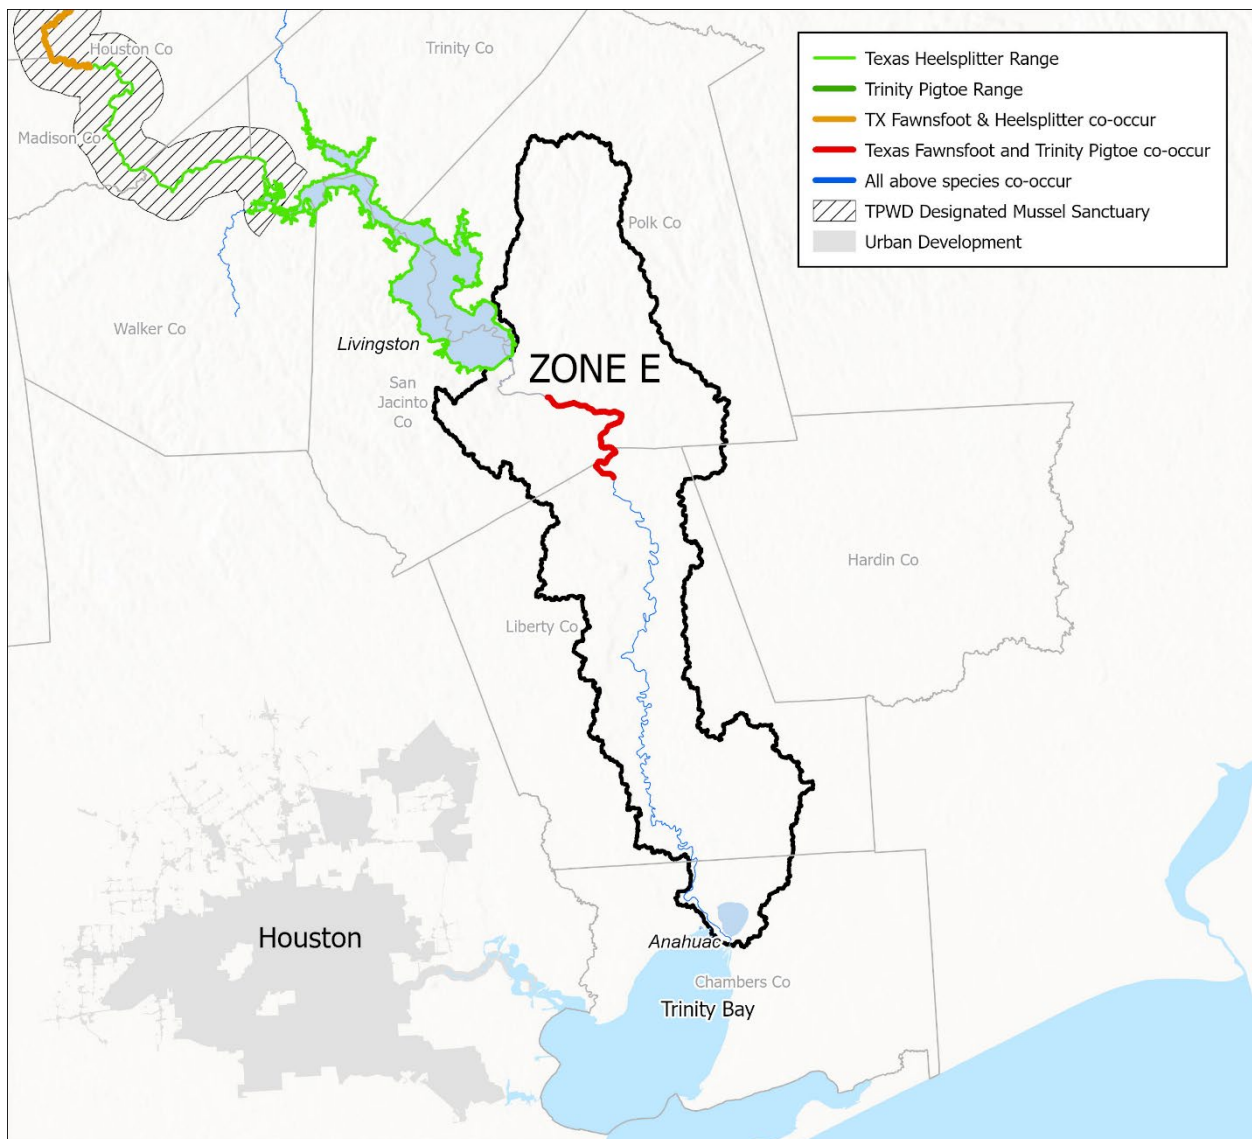 Houston Co
Trinity Co
Madison Co
Polk Co
Walker Co
Livingston
San
Jacinto
Co
ZONE E
Hardin Co
Liberty Co
Houston
Anahuac
Chambers Co
Trinity Bay
Texas Heelsplitter Range
Trinity Pigtoe Range
TX Fawnsfoot & Heelsplitter co-occur
Texas Fawnsfoot and Trinity Pigtoe co-occur
All above species co-occur
TPWD Designated Mussel Sanctuary
Urban Development